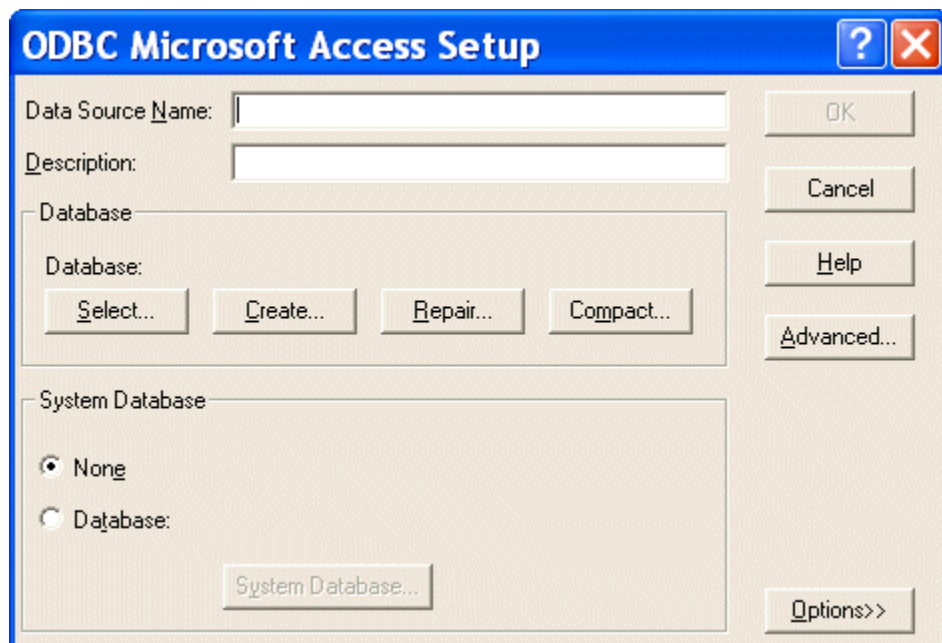 ODBC Microsoft Access Setup
Data Source Name:
OK
Description:
Cancel
Database
Database:
Help
Select... Create... Repair... Compact...
Advanced...
System Database
None
Database:
System Database...
Options>>